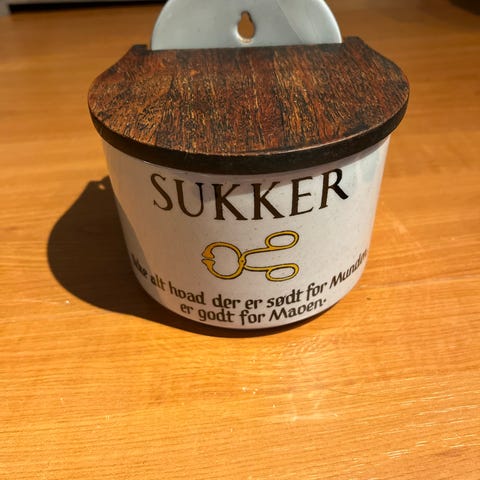 SUKKER
alt hvad der er sødt for Munden
er godt for Maven.